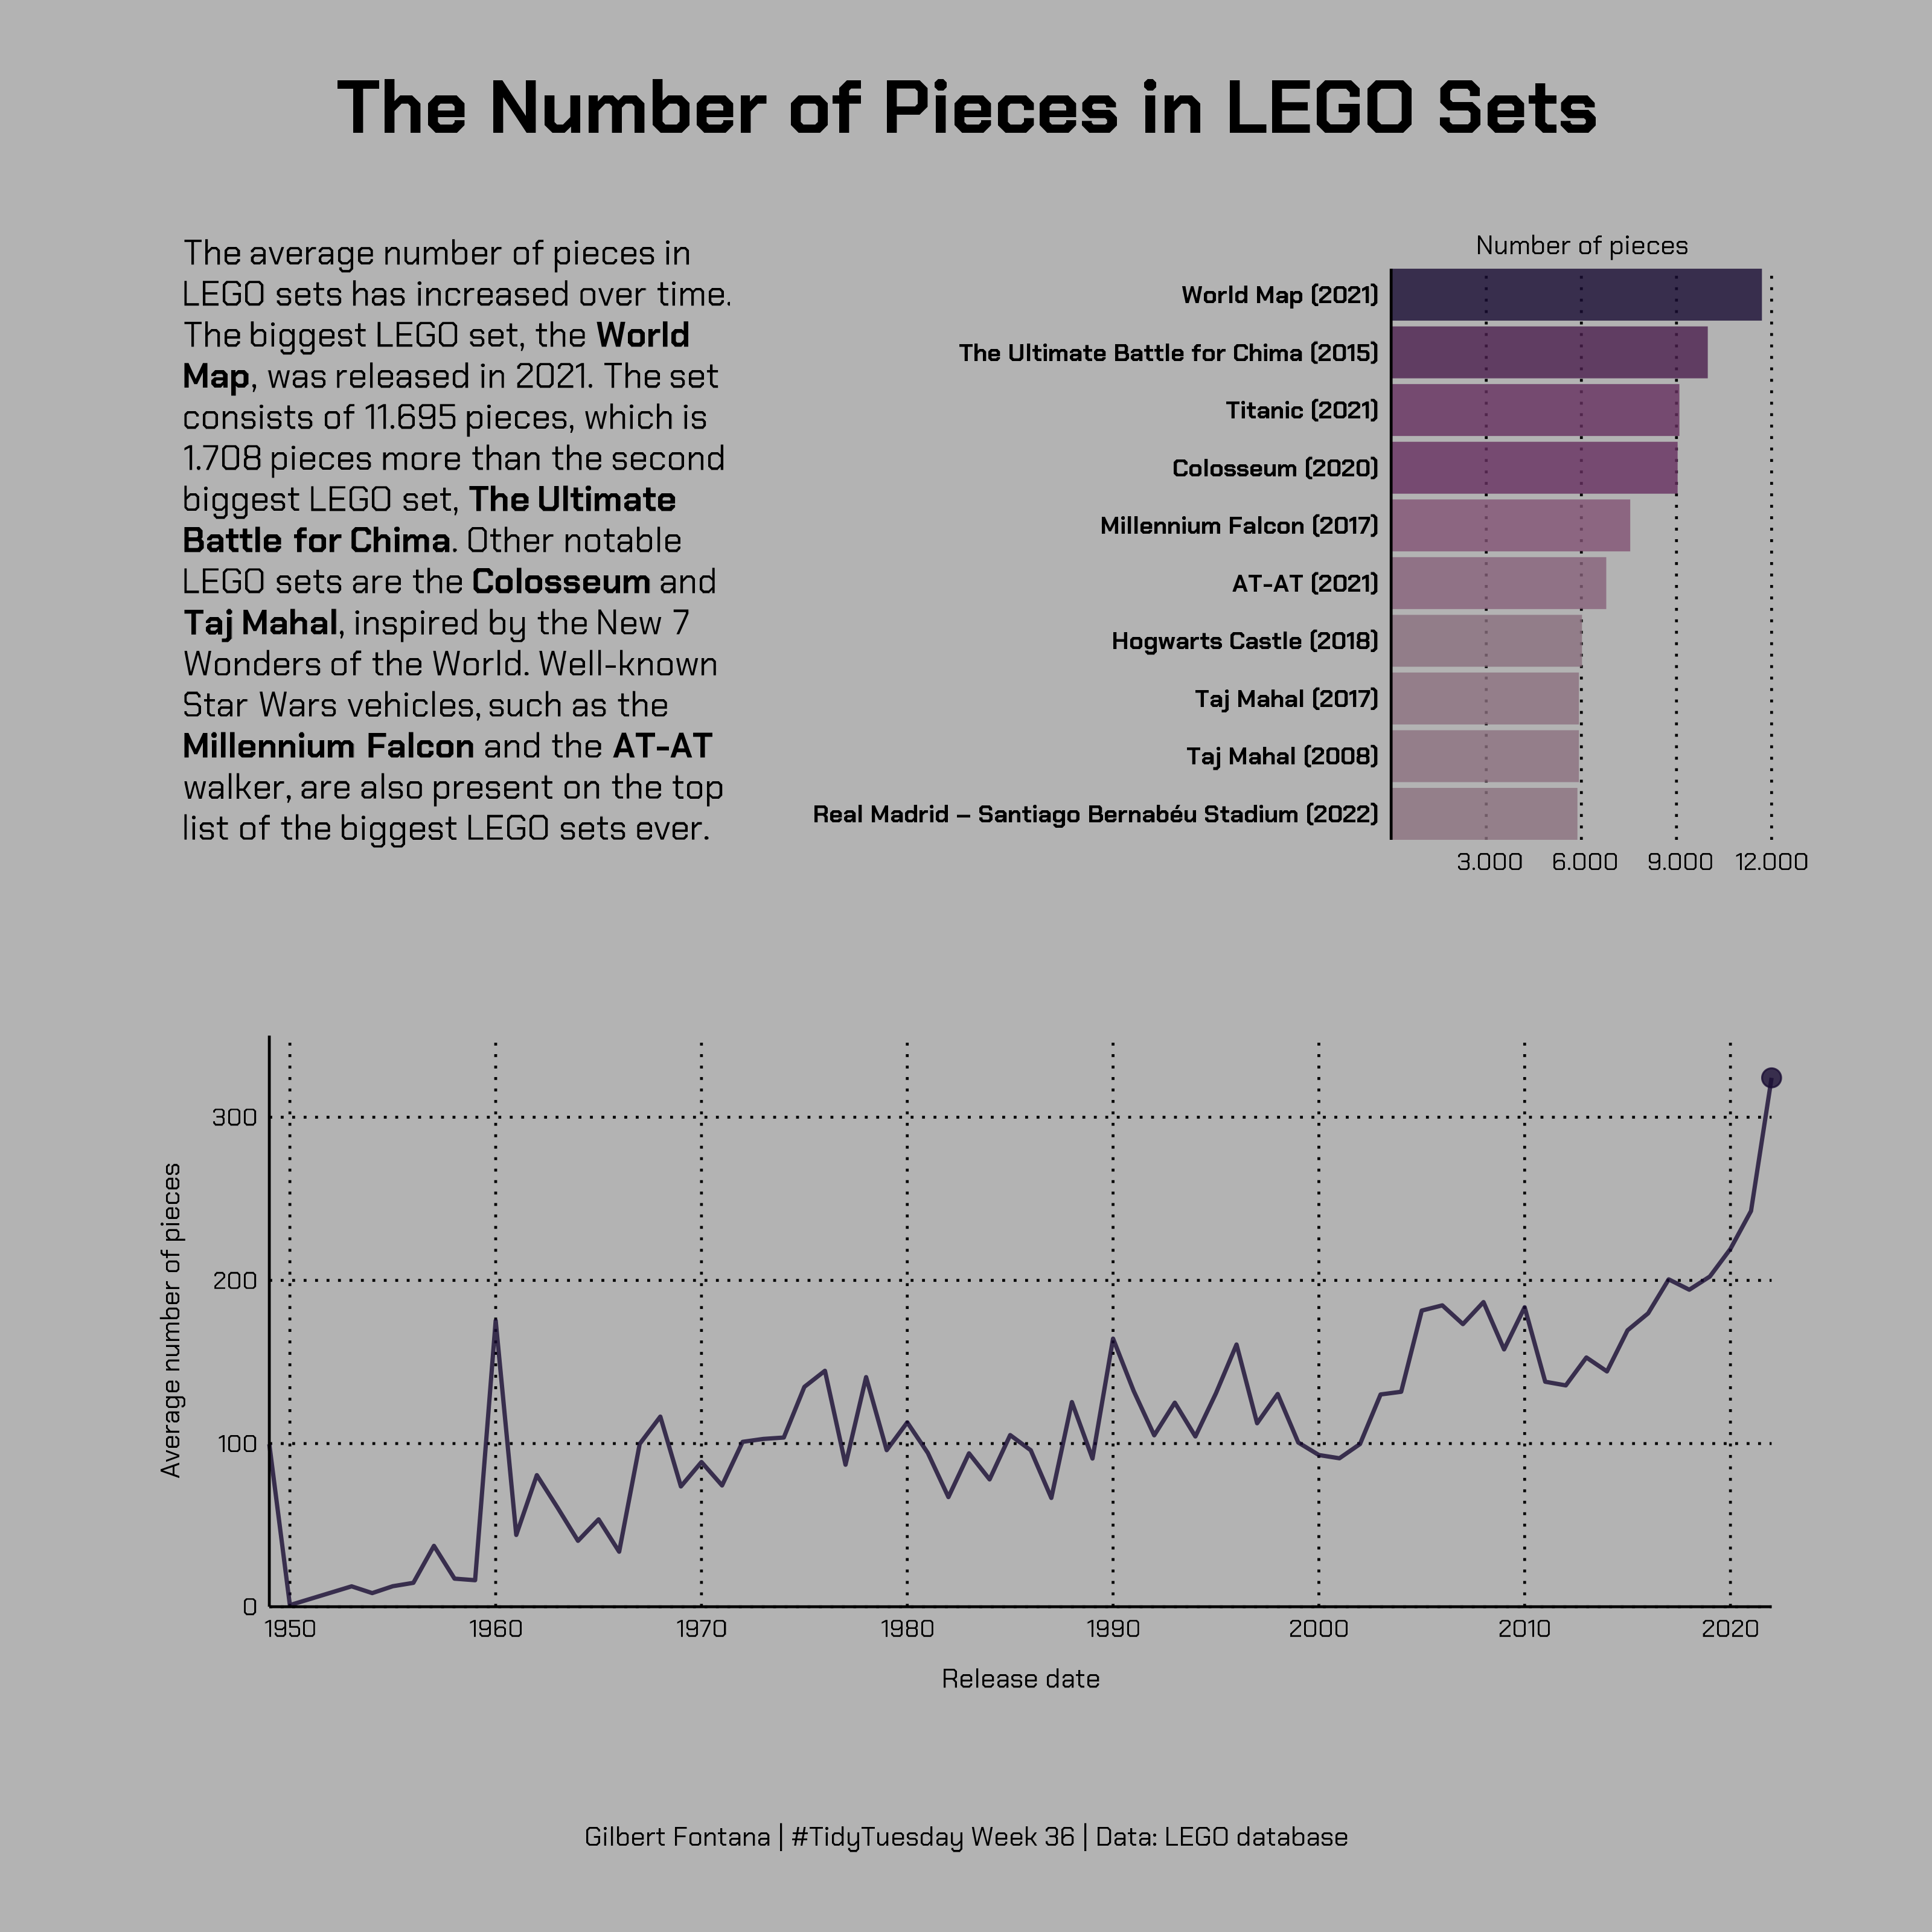 The Number of Pieces in LEGO Sets
The average number of pieces in
LEGO sets has increased over time.
The biggest LEGO set, the World
Map, was released in 2021. The set
consists of 11.695 pieces, which is
1.708 pieces more than the second
biggest LEGO set, The Ultimate
Battle for Chima. Other notable
LEGO sets are the Colosseum and
Taj Mahal, inspired by the New 7
Wonders of the World. Well-known
Star Wars vehicles, such as the
Millennium Falcon and the AT-AT
walker, are also present on the top
list of the biggest LEGO sets ever.
Number of pieces
World Map (2021)
The Ultimate Battle for Chima (2015)
Titanic (2021)
Colosseum (2020)
Millennium Falcon (2017)
AT-AT (2021)
Hogwarts Castle (2018)
Taj Mahal (2017)
Taj Mahal (2008)
Real Madrid – Santiago Bernabéu Stadium (2022)
3.000 6.000 9.000 12.000
Average number of pieces
300
200
100
0
1950 1960 1970 1980 1990 2000 2010 2020
Release date
Gilbert Fontana | #TidyTuesday Week 36 | Data: LEGO database